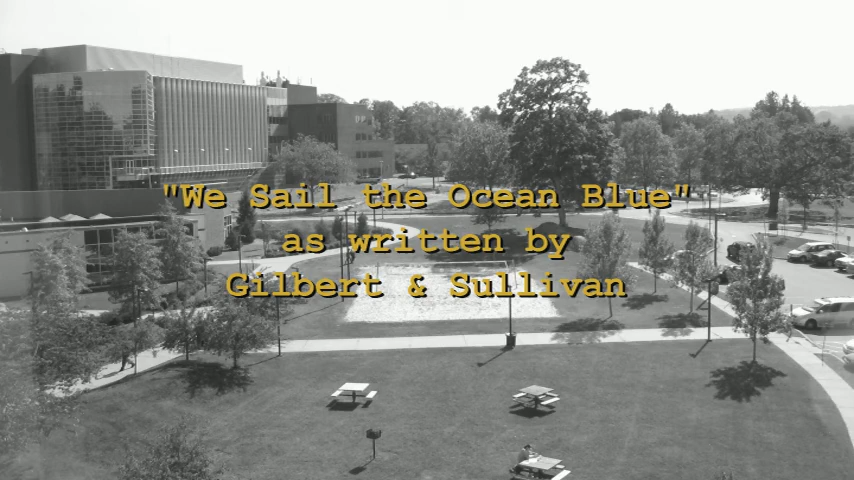 "We Sail the Ocean Blue"
as written by
Gilbert & Sullivan